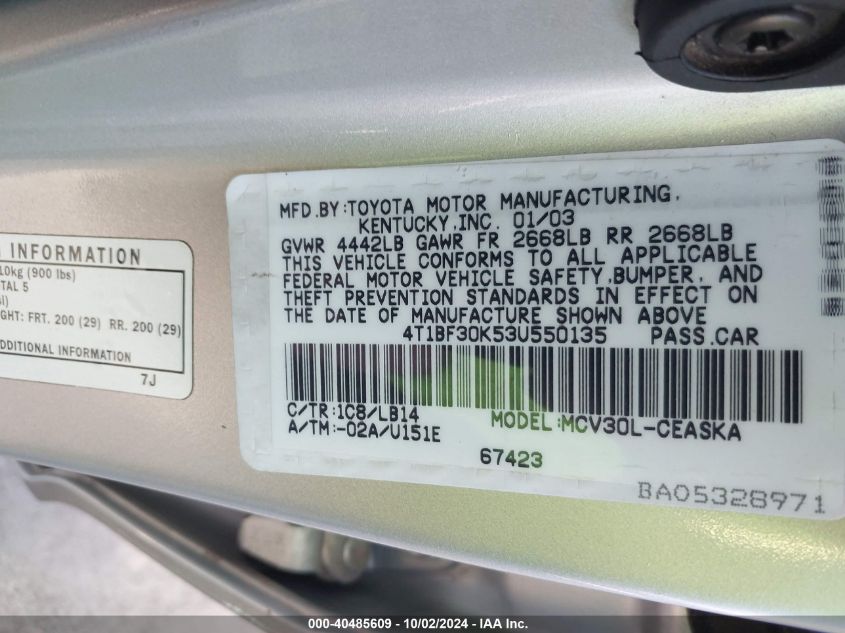 MFD.BY:TOYOTA MOTOR MANUFACTURING,
KENTUCKY,INC. 01/03
GVWR 4442LB GAWR FR 2668LB RR 2668LB
THIS VEHICLE CONFORMS TO ALL APPLICABLE
FEDERAL MOTOR VEHICLE SAFETY,BUMPER, AND
THEFT PREVENTION STANDARDS IN EFFECT ON
THE DATE OF MANUFACTURE SHOWN ABOVE
4T1BF30K53U550135 PASS.CAR
C/TR:1C8/LB14
A/TM:-02A/U151E
MODEL:MCV30L-CEASKA
67423
BA05328971
INFORMATION
10kg (900 lbs)
TAL 5
GHT: FRT. 200 (29) RR. 200 (29)
DDITIONAL INFORMATION
7J
000-40485609 - 10/02/2024 - IAA Inc.